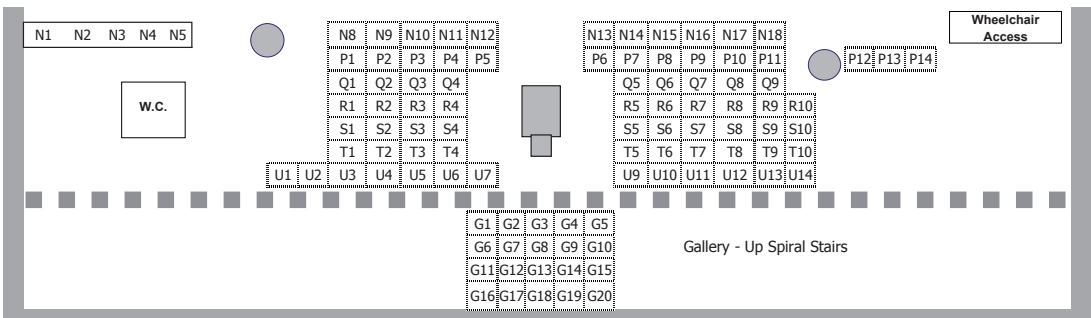 Wheelchair
Access
N1 N2 N3 N4 N5 N8 N9 N10 N11 N12 N13 N14 N15 N16 N17 N18
P1 P2 P3 P4 P5 P6 P7 P8 P9 P10 P11 P12 P13 P14
Q1 Q2 Q3 Q4 Q5 Q6 Q7 Q8 Q9
W.C. R1 R2 R3 R4 R5 R6 R7 R8 R9 R10
S1 S2 S3 S4 S5 S6 S7 S8 S9 S10
T1 T2 T3 T4 T5 T6 T7 T8 T9 T10
U1 U2 U3 U4 U5 U6 U7 U9 U10 U11 U12 U13 U14
G1 G2 G3 G4 G5
G6 G7 G8 G9 G10 Gallery - Up Spiral Stairs
G11 G12 G13 G14 G15
G16 G17 G18 G19 G20